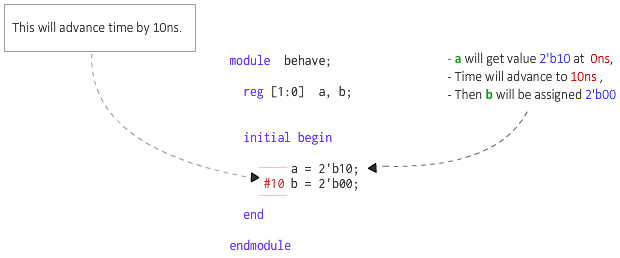 This will advance time by 10ns.
module behave;
reg [1:0] a, b;
initial begin
a = 2'b10;
#10 b = 2'b00;
end
endmodule
- a will get value 2'b10 at 0ns,
- Time will advance to 10ns ,
- Then b will be assigned 2'b00